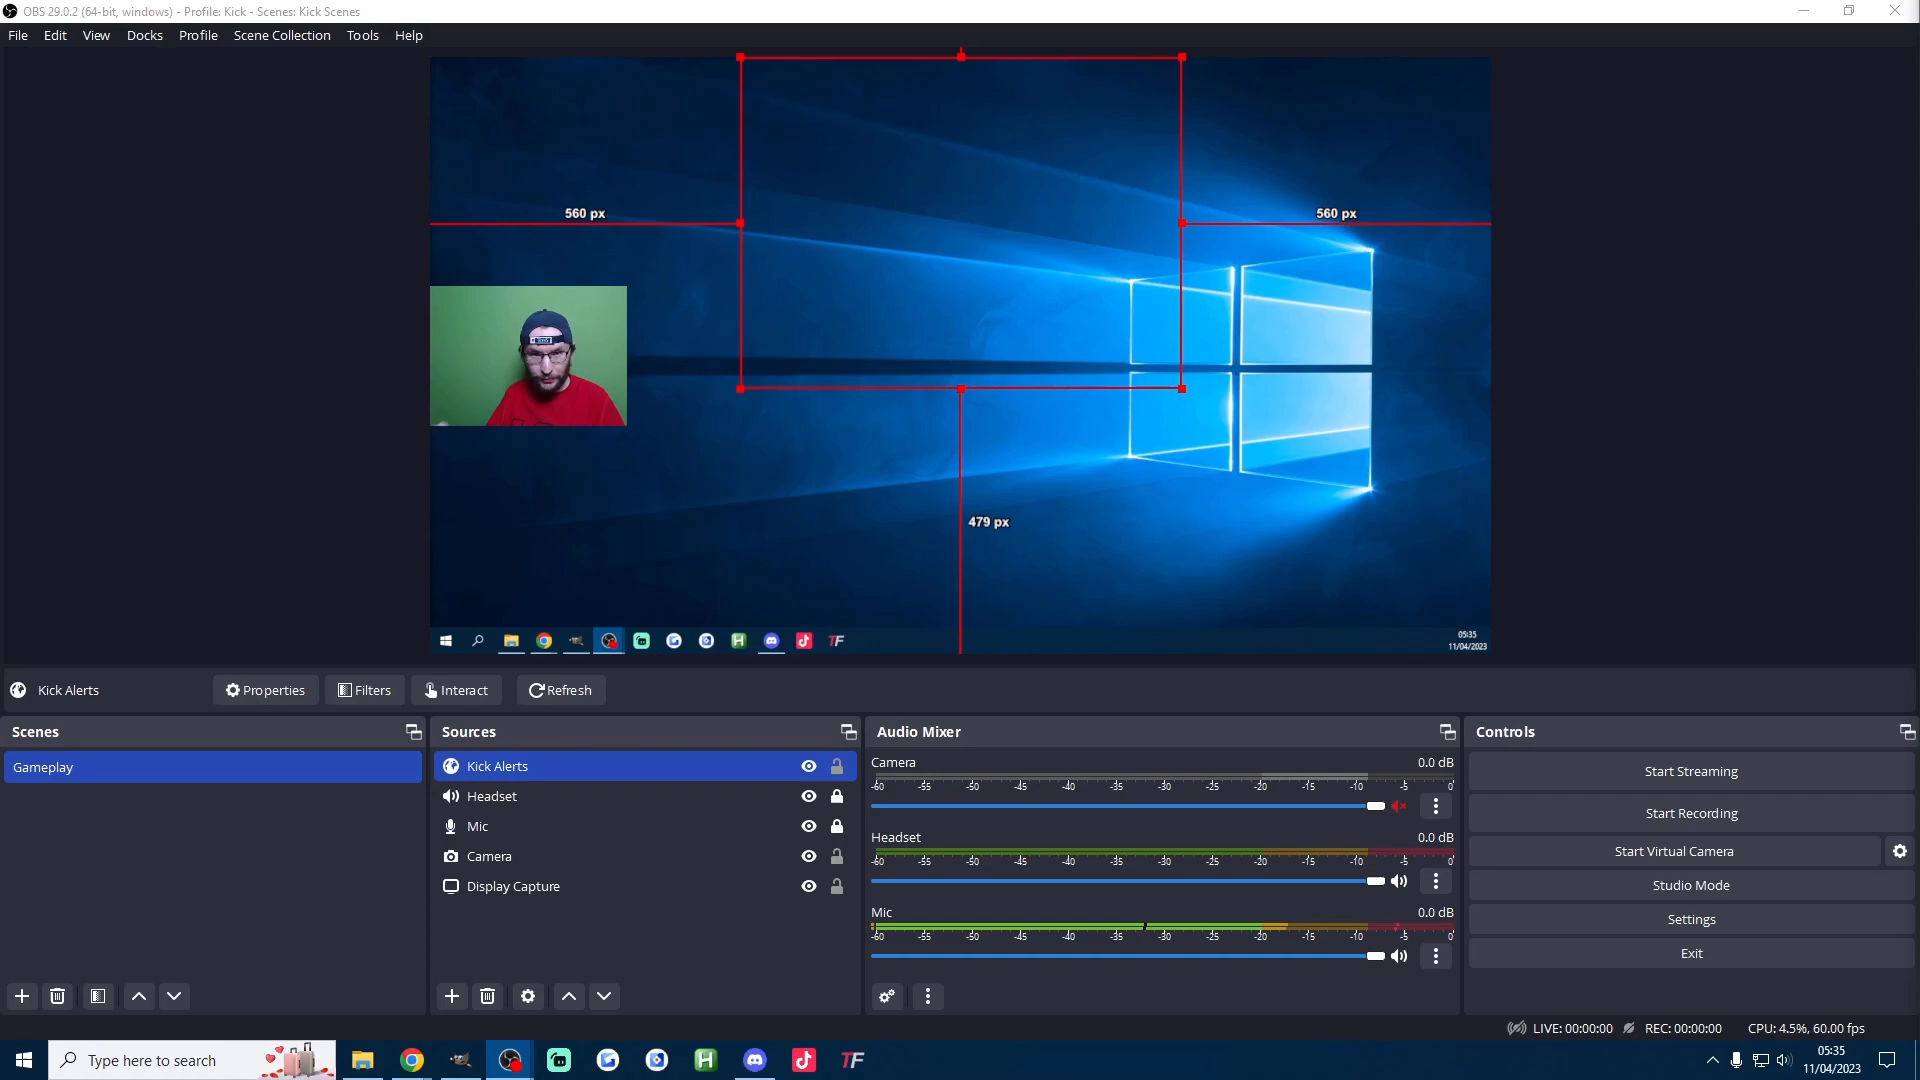 OBS 29.0.2 (64-bit, windows) - Profile: Kick - Scenes: Kick Scenes
File Edit View Docks Profile Scene Collection Tools Help
560 px
560 px
479 px
TF
05:35
11/04/2023
Kick Alerts Properties Filters Interact Refresh
Scenes
Gameplay
Sources
Kick Alerts
Headset
Mic
Camera
Display Capture
Audio Mixer
Camera 0.0 dB
-60 -55 -50 -45 -40 -35 -30 -25 -20 -15 -10 -5 0
Headset 0.0 dB
-60 -55 -50 -45 -40 -35 -30 -25 -20 -15 -10 -5 0
Mic 0.0 dB
-60 -55 -50 -45 -40 -35 -30 -25 -20 -15 -10 -5 0
Controls
Start Streaming
Start Recording
Start Virtual Camera
Studio Mode
Settings
Exit
LIVE: 00:00:00 REC: 00:00:00 CPU: 4.5%, 60.00 fps
Type here to search
H
TF
05:35
11/04/2023